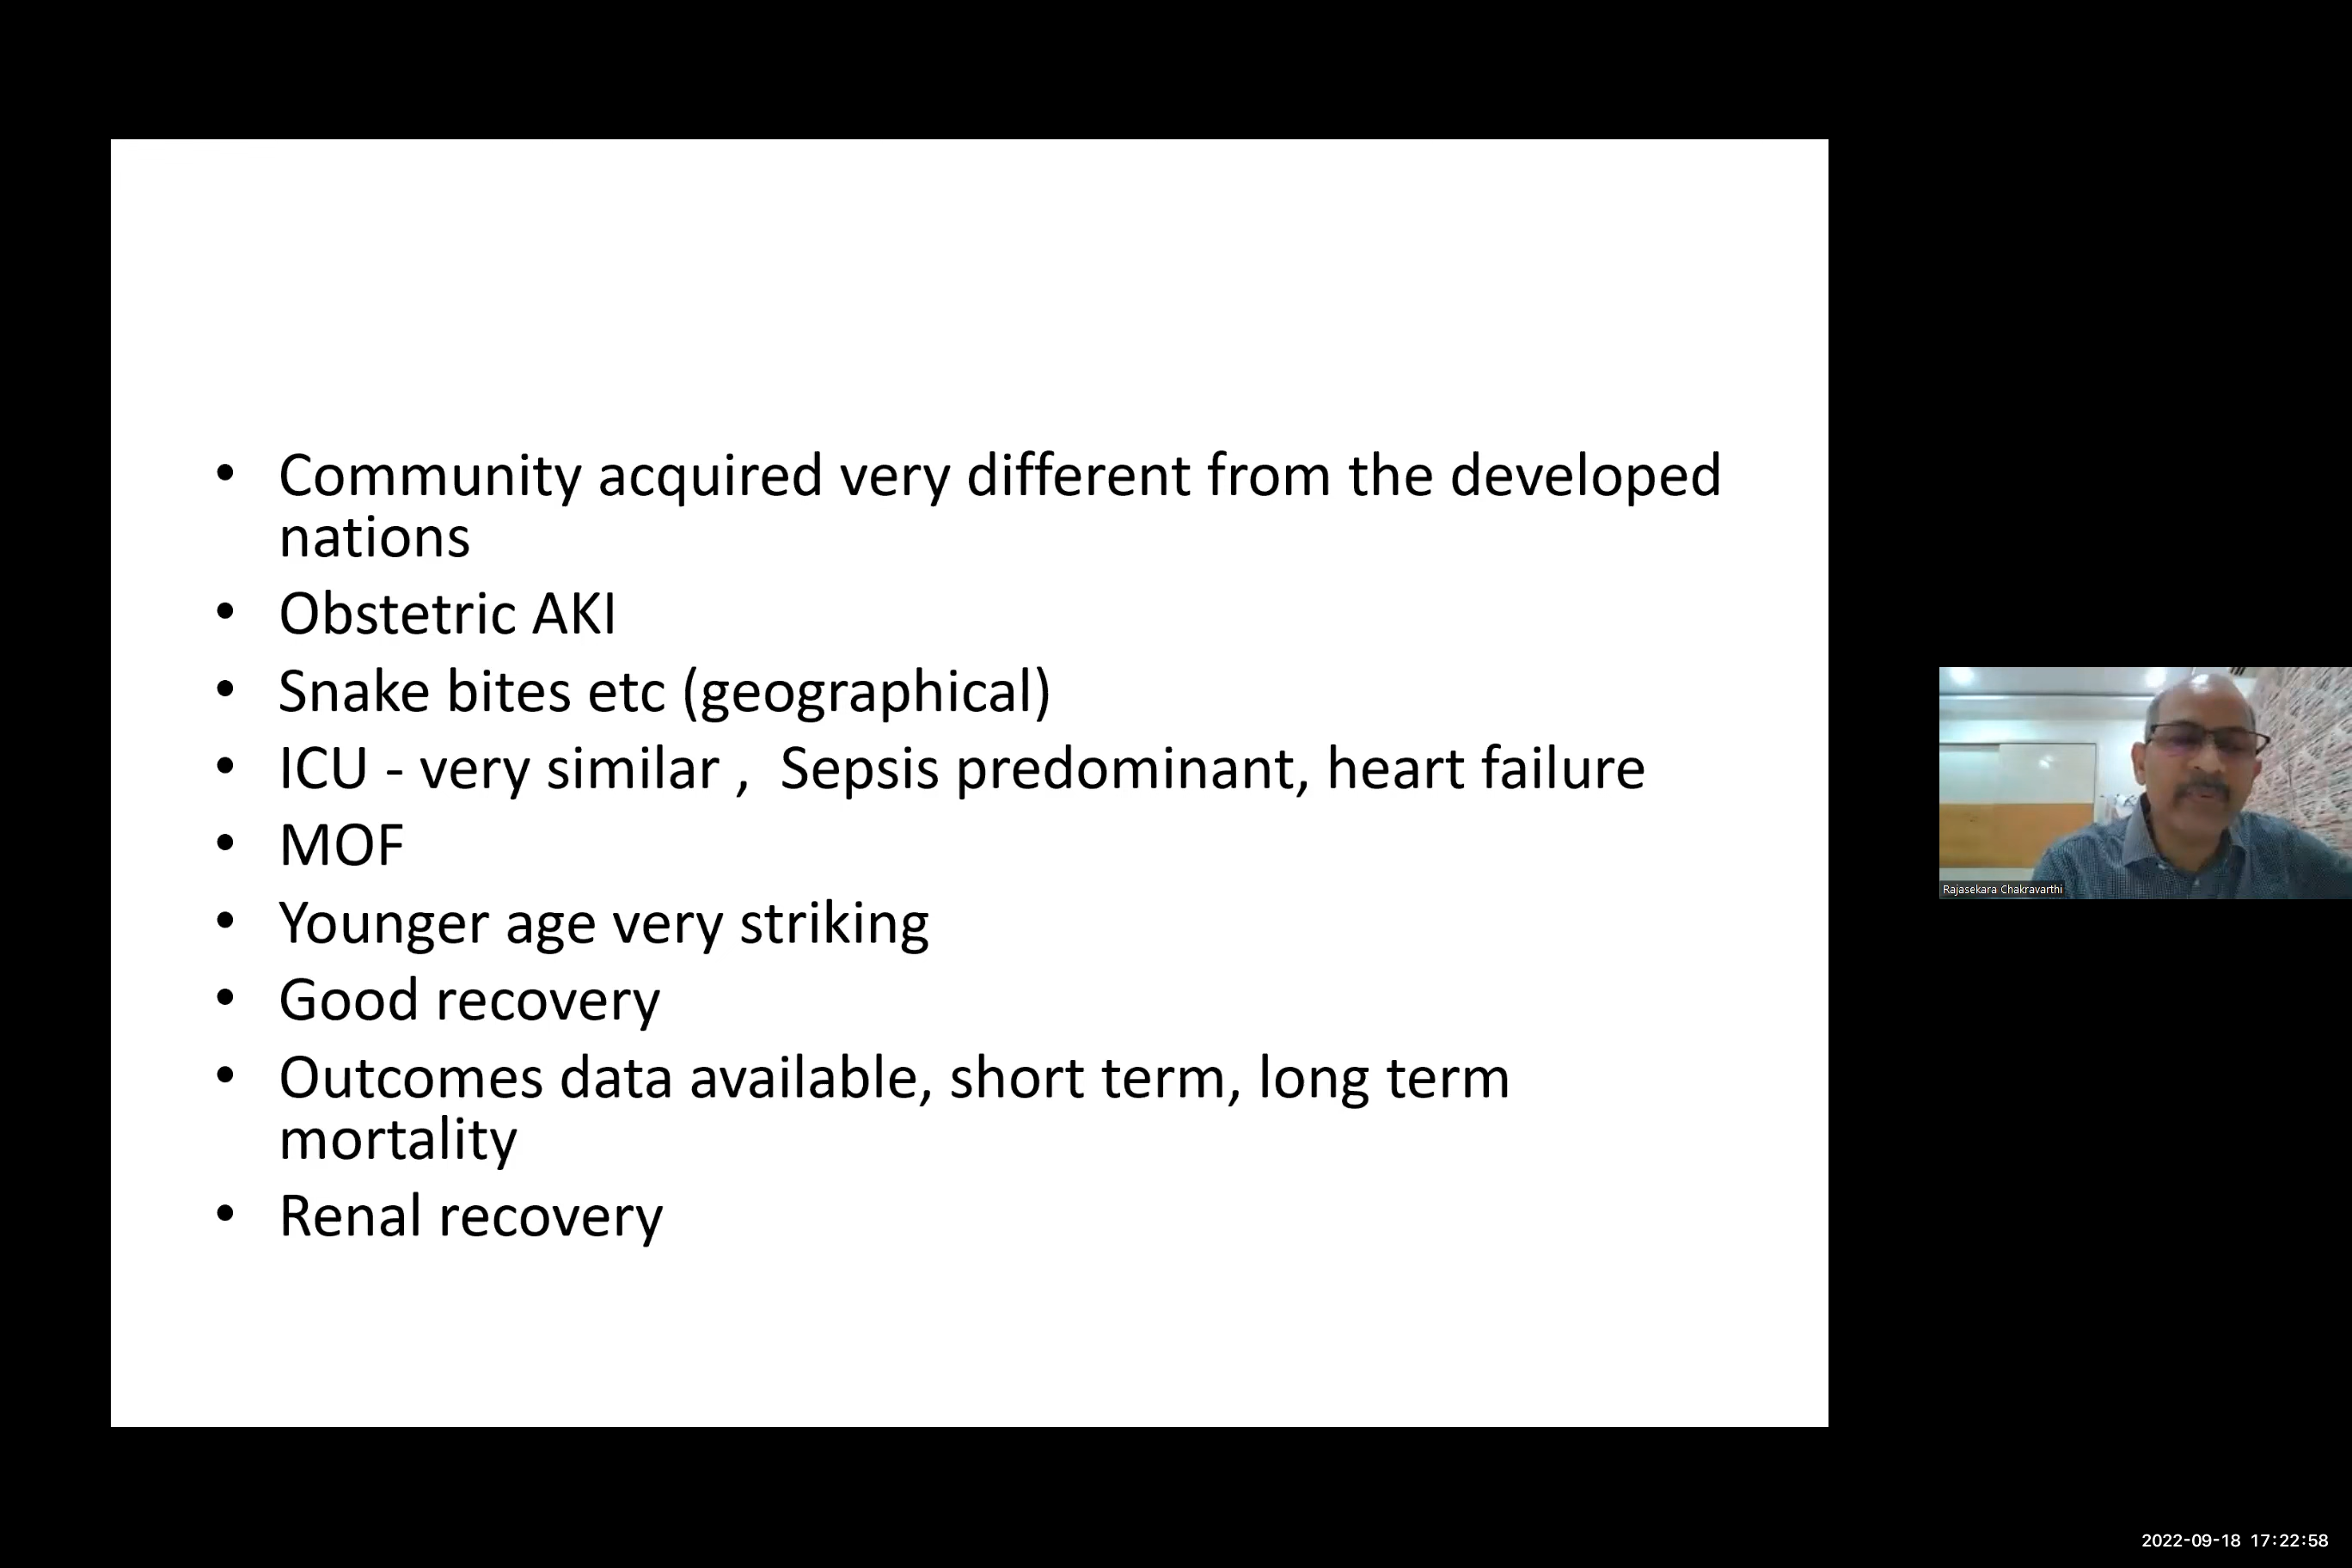 • Community acquired very different from the developed
nations
• Obstetric AKI
• Snake bites etc (geographical)
• ICU - very similar ,  Sepsis predominant, heart failure
• MOF
• Younger age very striking
• Good recovery
• Outcomes data available, short term, long term
mortality
• Renal recovery
Rajasekara Chakravarthi
2022-09-18 17:22:58